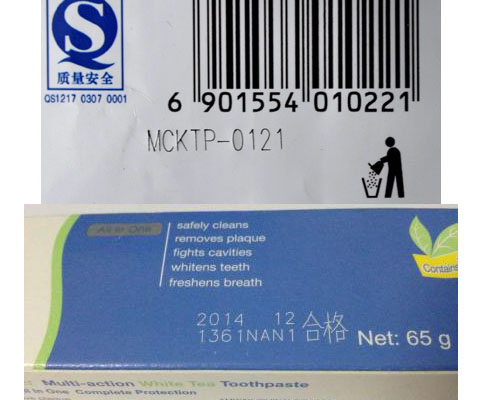 质量安全
QS1217 0307 0001
6 901554 010221
MCKTP-0121
All in One
safely cleans
removes plaque
fights cavities
whitens teeth
freshens breath
Contains
2014 12 合格
1361NAN1
Net: 65 g
Multi-action White Tea Toothpaste
in One Complete Protection